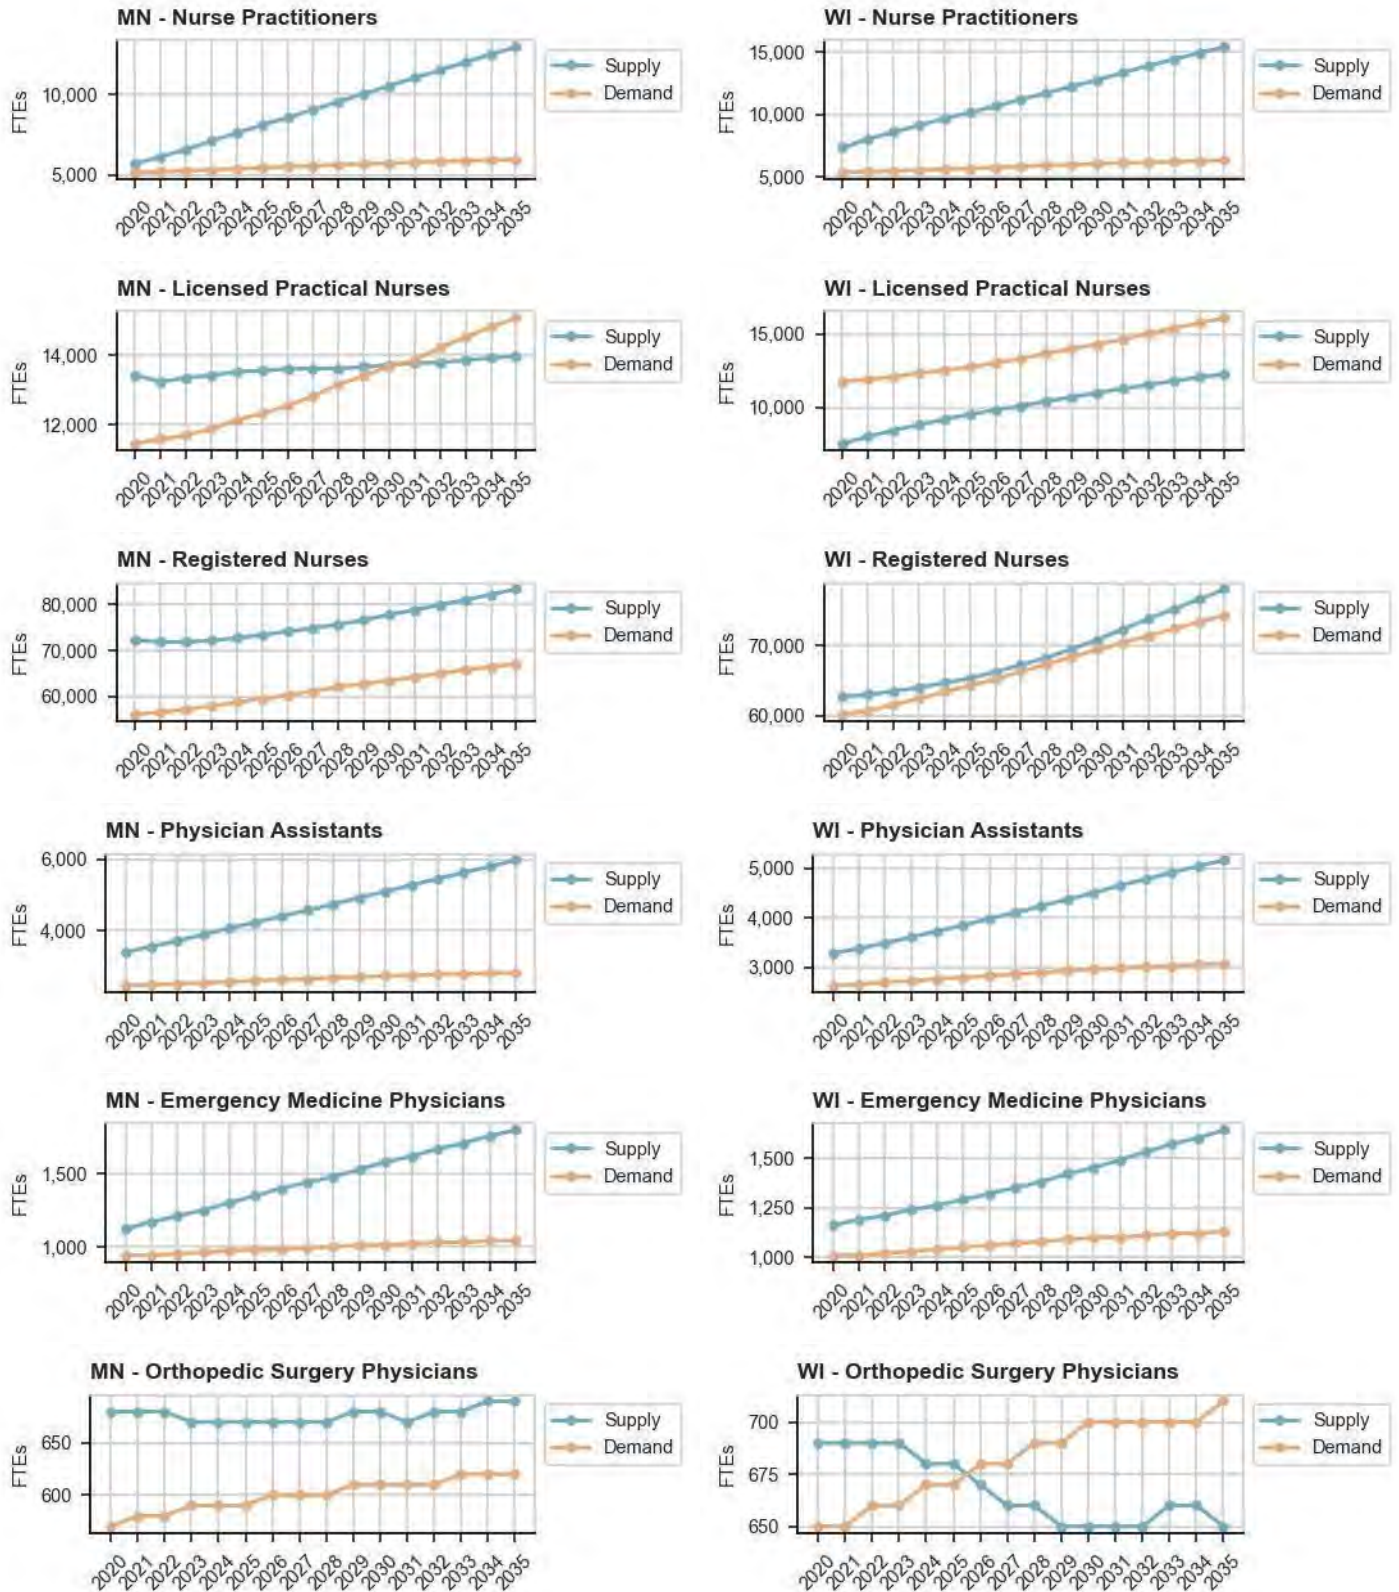 MN - Nurse Practitioners
FTEs
10,000
5,000
2020 2021 2022 2023 2024 2025 2026 2027 2028 2029 2030 2031 2032 2033 2034 2035
Supply
Demand
WI - Nurse Practitioners
FTEs
15,000
10,000
5,000
2020 2021 2022 2023 2024 2025 2026 2027 2028 2029 2030 2031 2032 2033 2034 2035
Supply
Demand
MN - Licensed Practical Nurses
FTEs
14,000
12,000
2020 2021 2022 2023 2024 2025 2026 2027 2028 2029 2030 2031 2032 2033 2034 2035
Supply
Demand
WI - Licensed Practical Nurses
FTEs
15,000
10,000
2020 2021 2022 2023 2024 2025 2026 2027 2028 2029 2030 2031 2032 2033 2034 2035
Supply
Demand
MN - Registered Nurses
FTEs
80,000
70,000
60,000
2020 2021 2022 2023 2024 2025 2026 2027 2028 2029 2030 2031 2032 2033 2034 2035
Supply
Demand
WI - Registered Nurses
FTEs
70,000
60,000
2020 2021 2022 2023 2024 2025 2026 2027 2028 2029 2030 2031 2032 2033 2034 2035
Supply
Demand
MN - Physician Assistants
FTEs
6,000
4,000
2020 2021 2022 2023 2024 2025 2026 2027 2028 2029 2030 2031 2032 2033 2034 2035
Supply
Demand
WI - Physician Assistants
FTEs
5,000
4,000
3,000
2020 2021 2022 2023 2024 2025 2026 2027 2028 2029 2030 2031 2032 2033 2034 2035
Supply
Demand
MN - Emergency Medicine Physicians
FTEs
1,500
1,000
2020 2021 2022 2023 2024 2025 2026 2027 2028 2029 2030 2031 2032 2033 2034 2035
Supply
Demand
WI - Emergency Medicine Physicians
FTEs
1,500
1,250
1,000
2020 2021 2022 2023 2024 2025 2026 2027 2028 2029 2030 2031 2032 2033 2034 2035
Supply
Demand
MN - Orthopedic Surgery Physicians
FTEs
650
600
2020 2021 2022 2023 2024 2025 2026 2027 2028 2029 2030 2031 2032 2033 2034 2035
Supply
Demand
WI - Orthopedic Surgery Physicians
FTEs
700
675
650
2020 2021 2022 2023 2024 2025 2026 2027 2028 2029 2030 2031 2032 2033 2034 2035
Supply
Demand